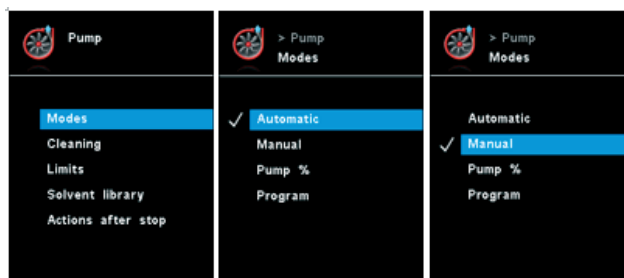 Pump
Modes
Cleaning
Limits
Solvent library
Actions after stop
> Pump
Modes
Automatic
Manual
Pump %
Program
> Pump
Modes
Automatic
Manual
Pump %
Program